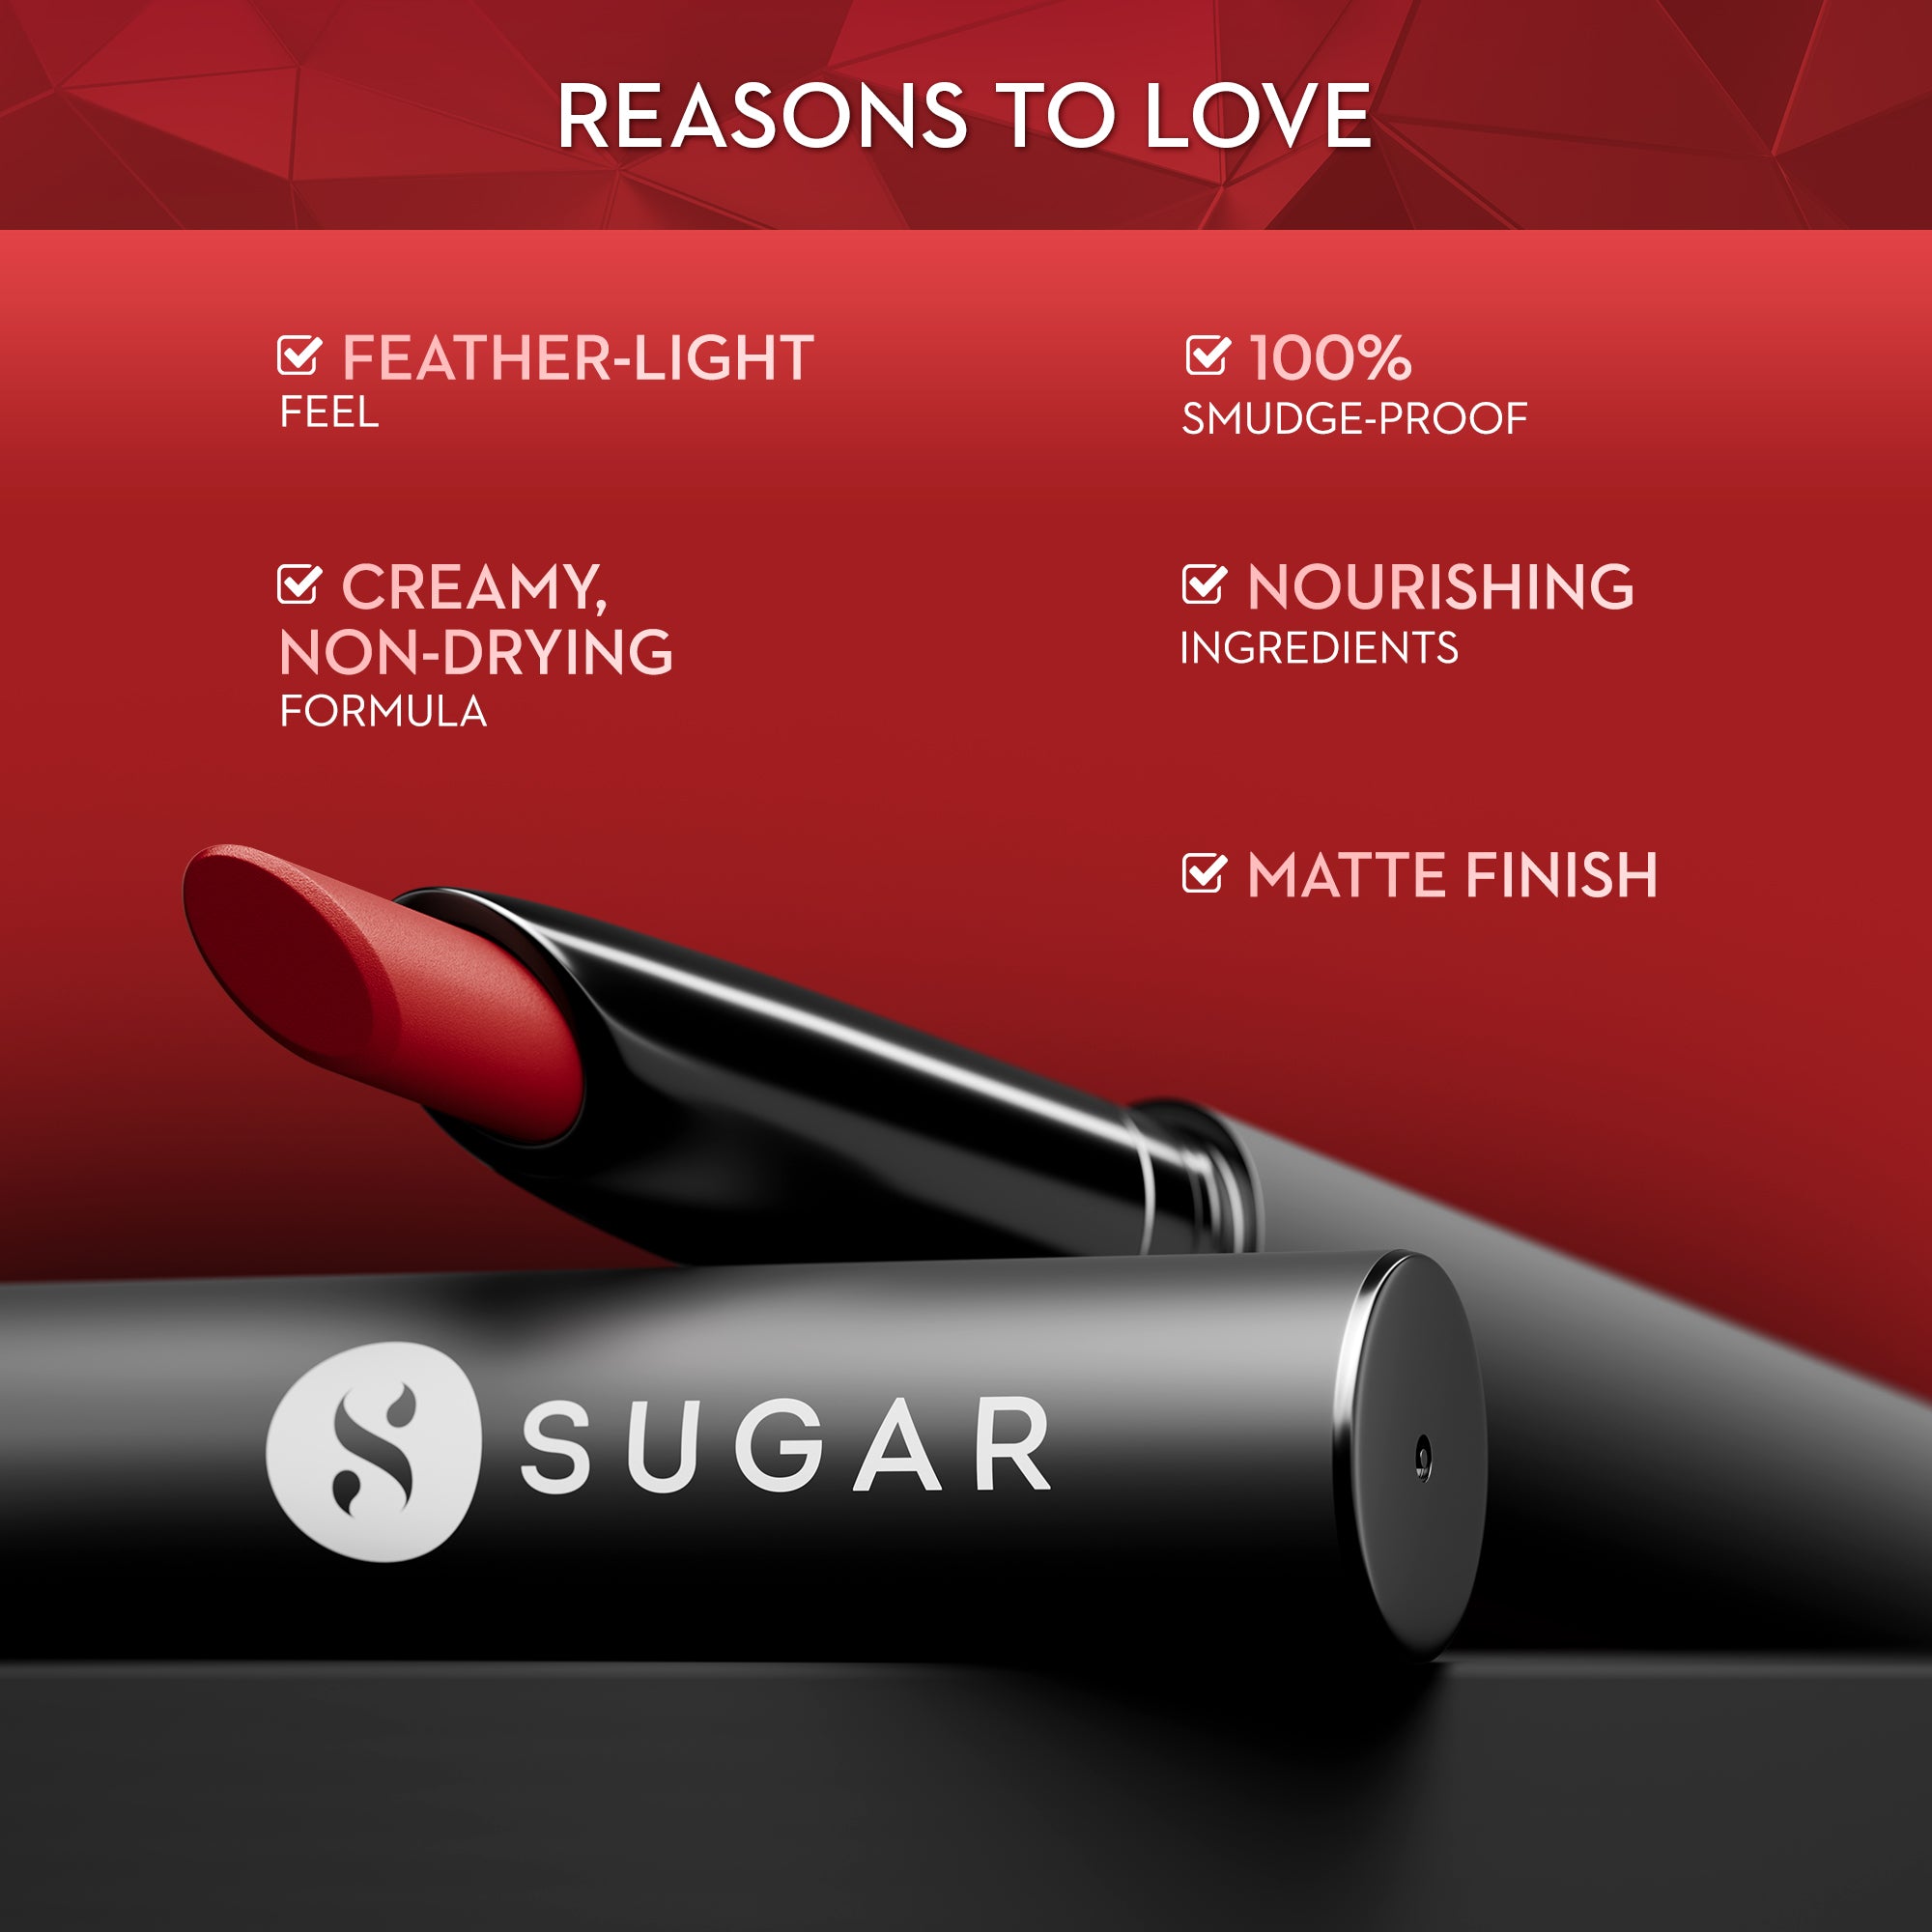 REASONS TO LOVE
FEATHER-LIGHT
FEEL
CREAMY,
NON-DRYING
FORMULA
100%
SMUDGE-PROOF
NOURISHING
INGREDIENTS
MATTE FINISH
SUGAR